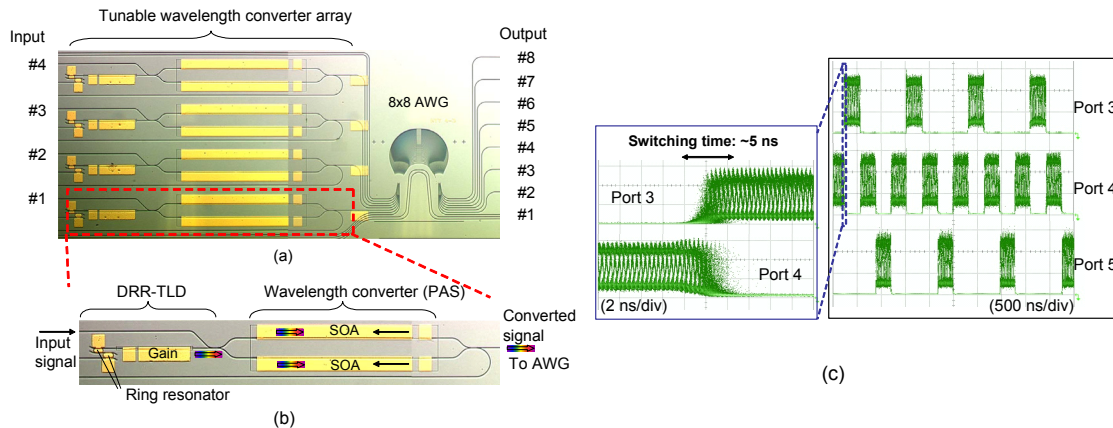 Tunable wavelength converter array
Input
Output
#4
#3
#2
#1
8x8 AWG
#8
#7
#6
#5
#4
#3
#2
#1
(a)
DRR-TLD
Wavelength converter (PAS)
Input
signal
Gain
SOA
SOA
Converted
signal
To AWG
Ring resonator
(b)
Switching time: ~5 ns
Port 3
Port 4
(2 ns/div)
Port 3
Port 4
Port 5
(500 ns/div)
(c)